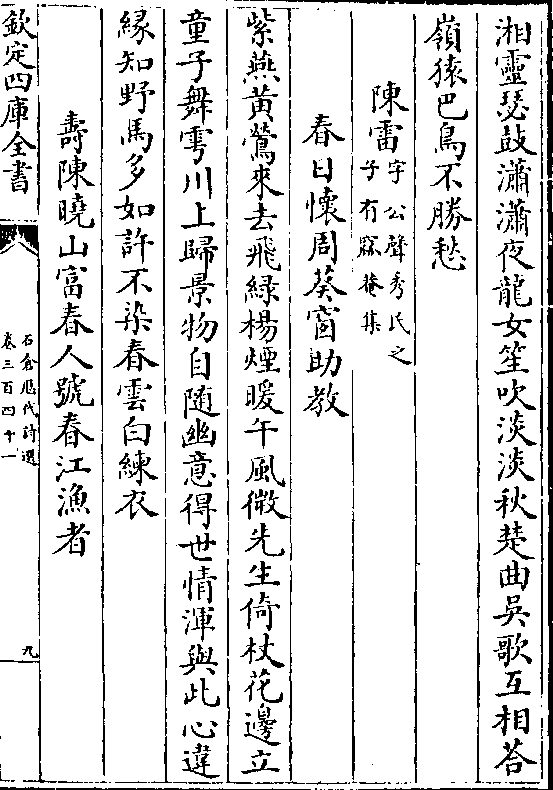 湘靈瑟鼓瀟瀟夜龍女笙吹淡淡秋楚曲吳歌互相荅
嶺猿巴鳥不勝愁
陳雷字公聲秀民之
子有窳菴集
春日懷周葵窗助教
紫燕黃鶯來去飛綠楊煙暖午風微先生倚杖花邊立
童子舞雩川上歸景物自随幽意得世情渾與此心違
緣知野馬多如許不染春雲白練衣
壽陳曉山富春人號春江漁者
欽定四庫全書
石倉歷代詩選
卷三百四十一
九